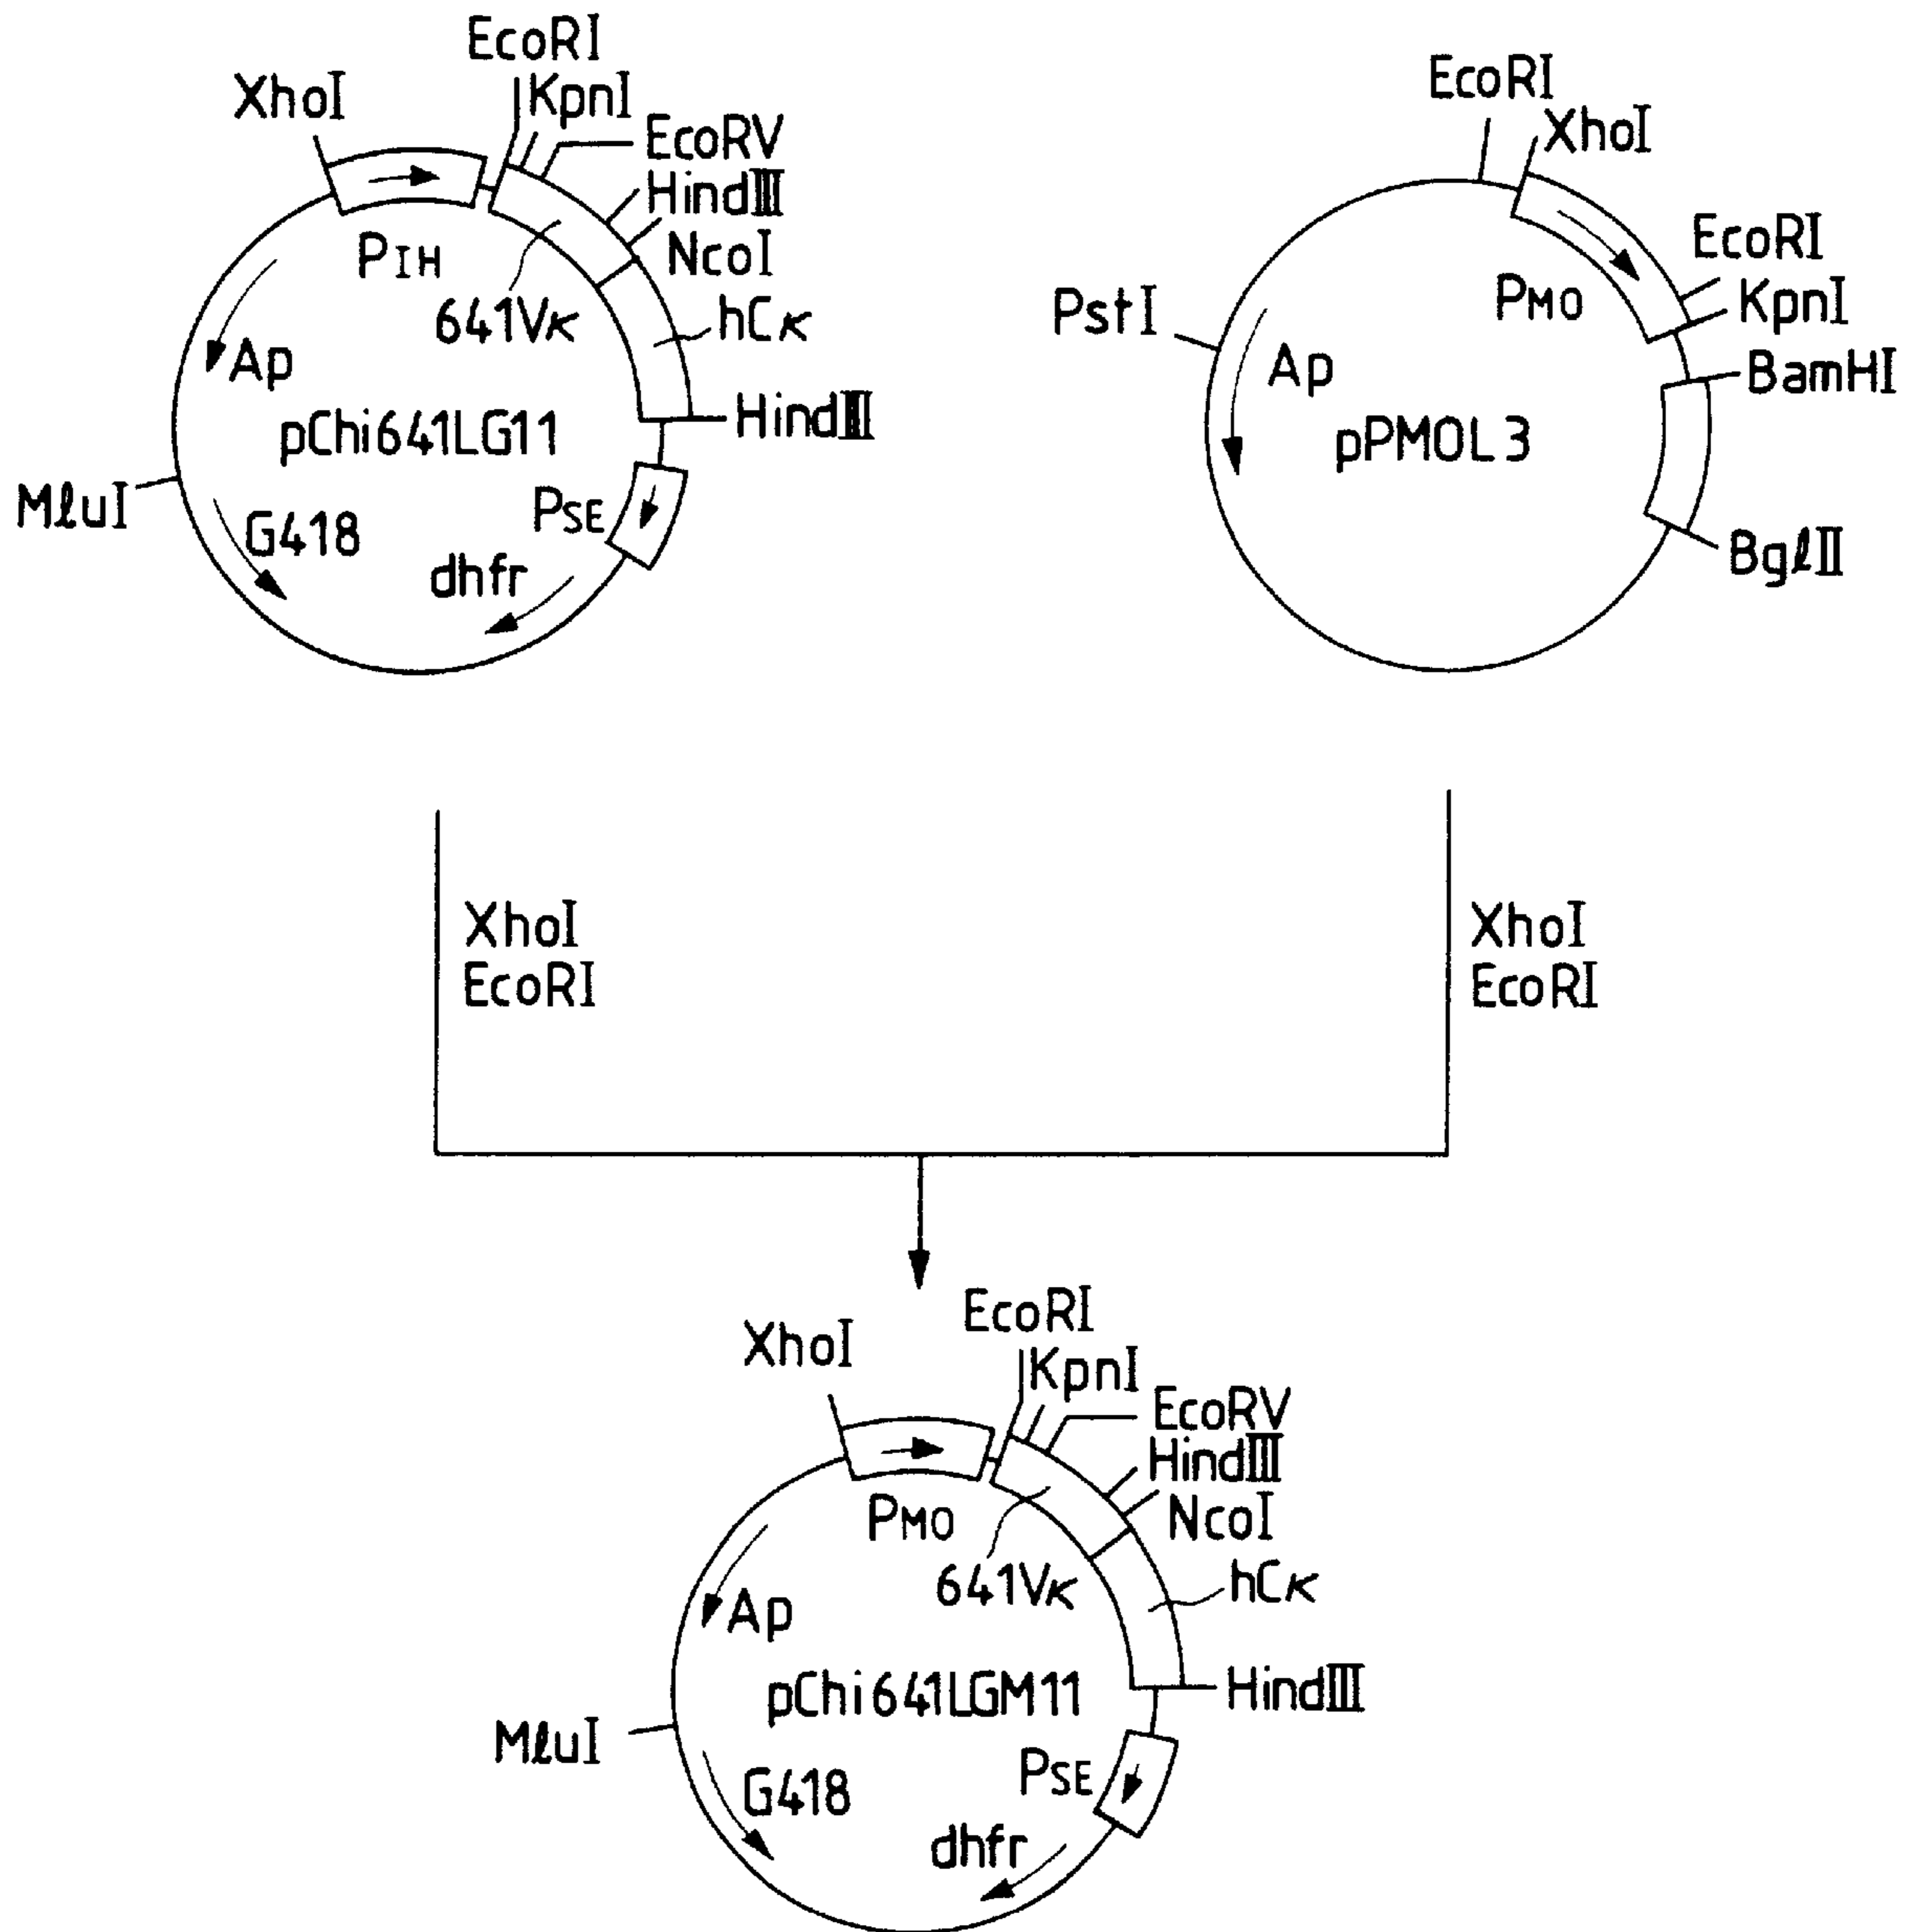 EcoRI
XhoI
KpnI
EcoRV
HindIII
NcoI
PIH
641Vκ
hCκ
Ap
pChi641LG11
HindIII
MluI
G418
PSE
dhfr
EcoRI
XhoI
EcoRI
PMO
KpnI
PstI
Ap
BamHI
pPMOL3
BglII
XhoI
EcoRI
XhoI
EcoRI
EcoRI
XhoI
KpnI
EcoRV
HindIII
NcoI
PMO
641Vκ
hCκ
Ap
pChi641LGM11
HindIII
MluI
G418
PSE
dhfr